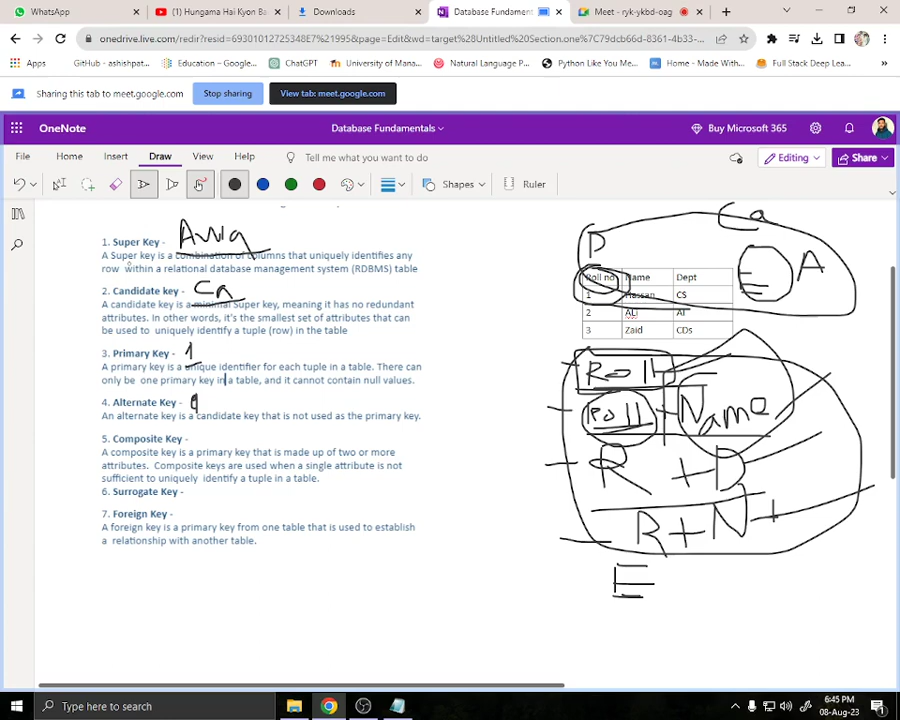 WhatsApp
(1) Hungama Hai Kyon Ba
Downloads
Database Fundament
Meet - ryk-ykbd-oag
onedrive.live.com/redir?resid=69301012725348E7%21995&page=Edit&wd=target%28Untitled%20Section.one%7C79dcb66d-8361-4b33-...
Apps
GitHub: ashishpat...
Education – Google...
ChatGPT
University of Mana...
Natural Language P...
Python Like You Me...
Home - Made With...
Full Stack Deep Lea...
Sharing this tab to meet.google.com
Stop sharing
View tab: meet.google.com
OneNote
Database Fundamentals
Buy Microsoft 365
File
Home
Insert
Draw
View
Help
Tell me what you want to do
Editing
Share
Shapes
Ruler
1. Super Key -
A Super key is a combination of columns that uniquely identifies any
row within a relational database management system (RDBMS) table
2. Candidate key -
Ca
A candidate key is a minimal Super key, meaning it has no redundant
attributes. In other words, it's the smallest set of attributes that can
be used to uniquely identify a tuple (row) in the table
3. Primary Key -
1
A primary key is a unique identifier for each tuple in a table. There can
only be one primary key in a table, and it cannot contain null values.
4. Alternate Key -
An alternate key is a candidate key that is not used as the primary key.
5. Composite Key -
A composite key is a primary key that is made up of two or more
attributes. Composite keys are used when a single attribute is not
sufficient to uniquely identify a tuple in a table.
6. Surrogate Key -
7. Foreign Key -
A foreign key is a primary key from one table that is used to establish
a relationship with another table.
Ca
P
A
Roll no Name Dept
1 Hassan CS
2 ALi AI
3 Zaid CDs
Roll
Roll + Name
R + D
R+N+
E
Type here to search
6:45 PM
08-Aug-23
1